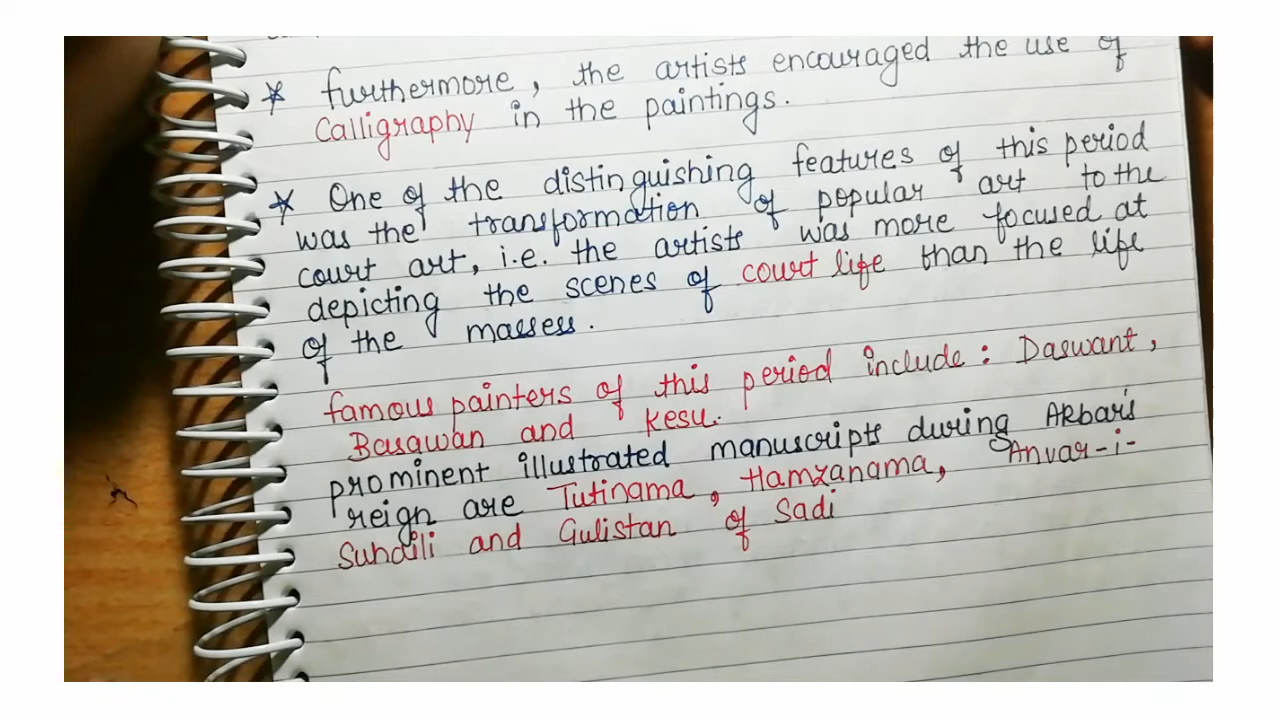 * furthermore, the artists encouraged the use of
Calligraphy in the paintings.
* One of the distinguishing features of this period
was the transformation of popular art to the
court art, i.e. the artists was more focused at
depicting the scenes of court life than the life
of the massess.
famous painters of this period include: Daswant,
Basawan and Kesu.
prominent illustrated manuscripts during Akbar's
reign are Tutinama, Hamzanama, Anvar-i-
Suhaili and Gulistan of Sadi